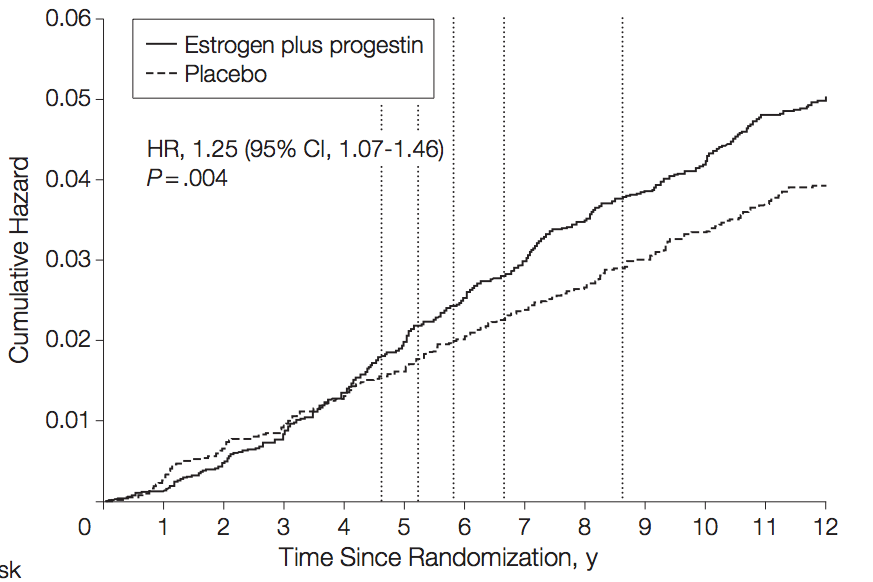 0.06
0.05
0.04
0.03
0.02
0.01
Cumulative Hazard
Estrogen plus progestin
Placebo
HR, 1.25 (95% CI, 1.07-1.46)
P = .004
0 1 2 3 4 5 6 7 8 9 10 11 12
Time Since Randomization, y
sk